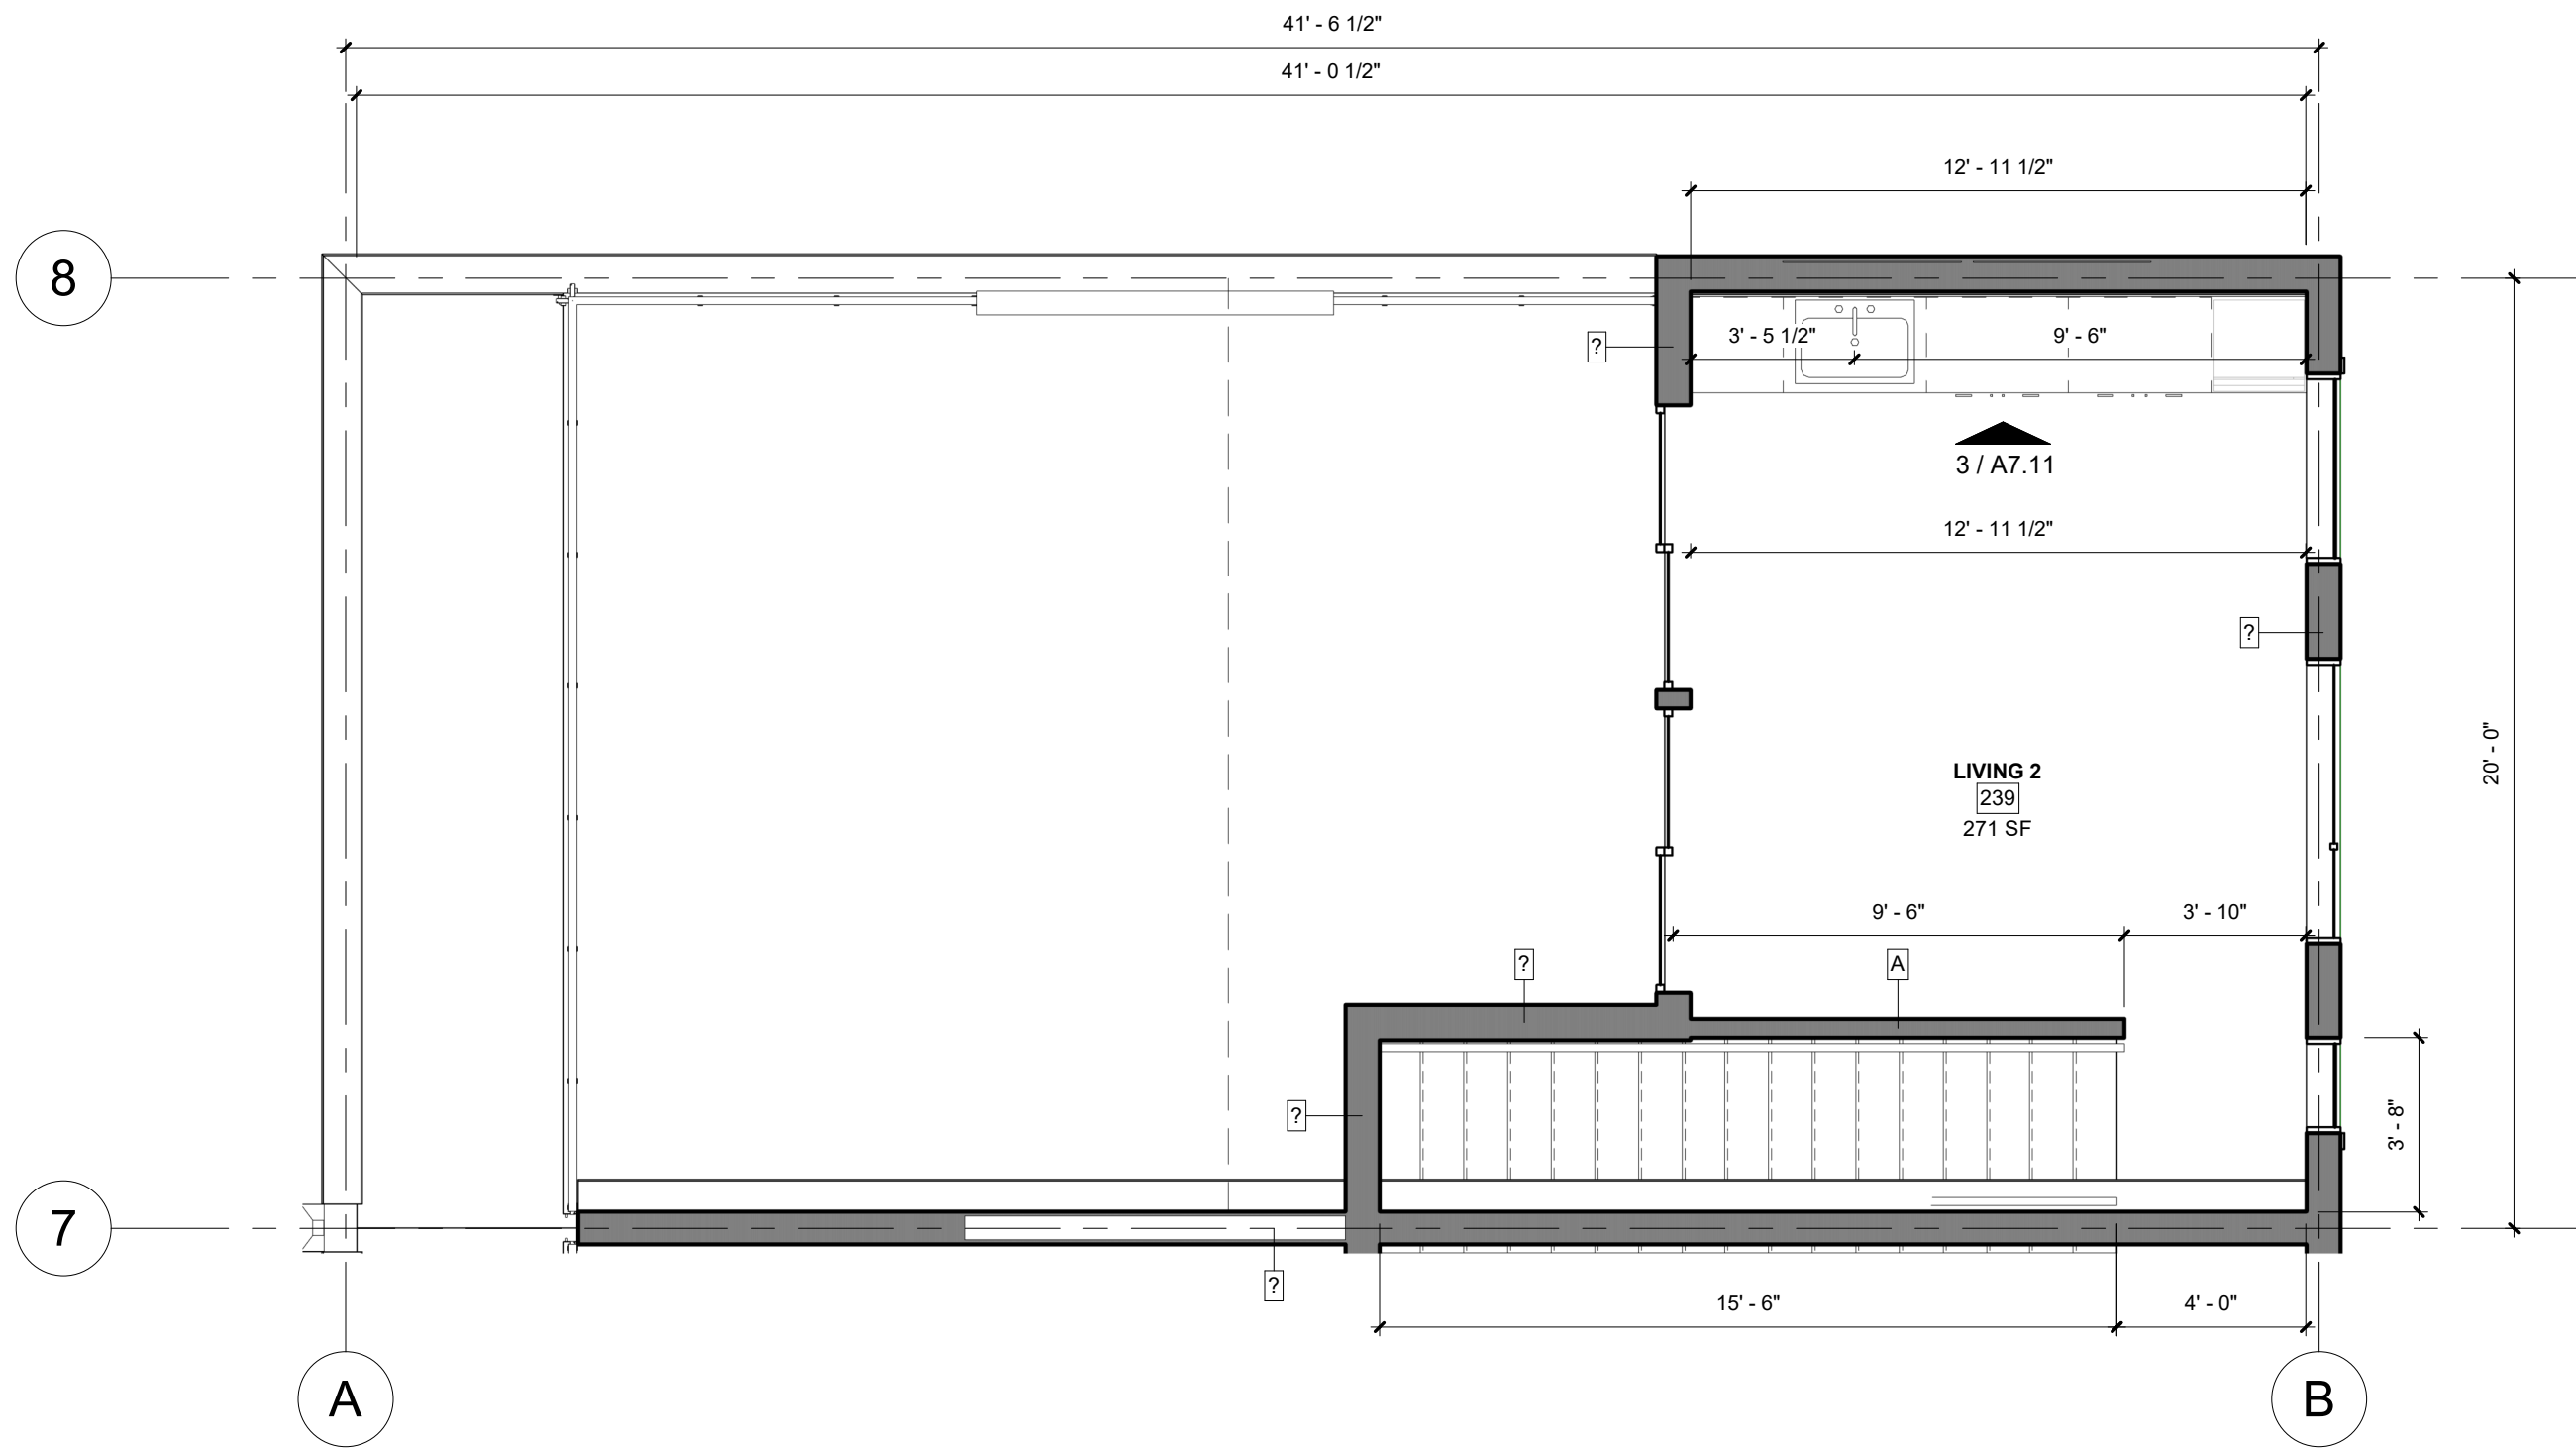 41' - 6 1/2"
41' - 0 1/2"
12' - 11 1/2"
8
?
3' - 5 1/2"
9' - 6"
3 / A7.11
12' - 11 1/2"
?
20' - 0"
LIVING 2
239
271 SF
9' - 6"
3' - 10"
?
A
?
3' - 8"
7
?
15' - 6"
4' - 0"
A
B